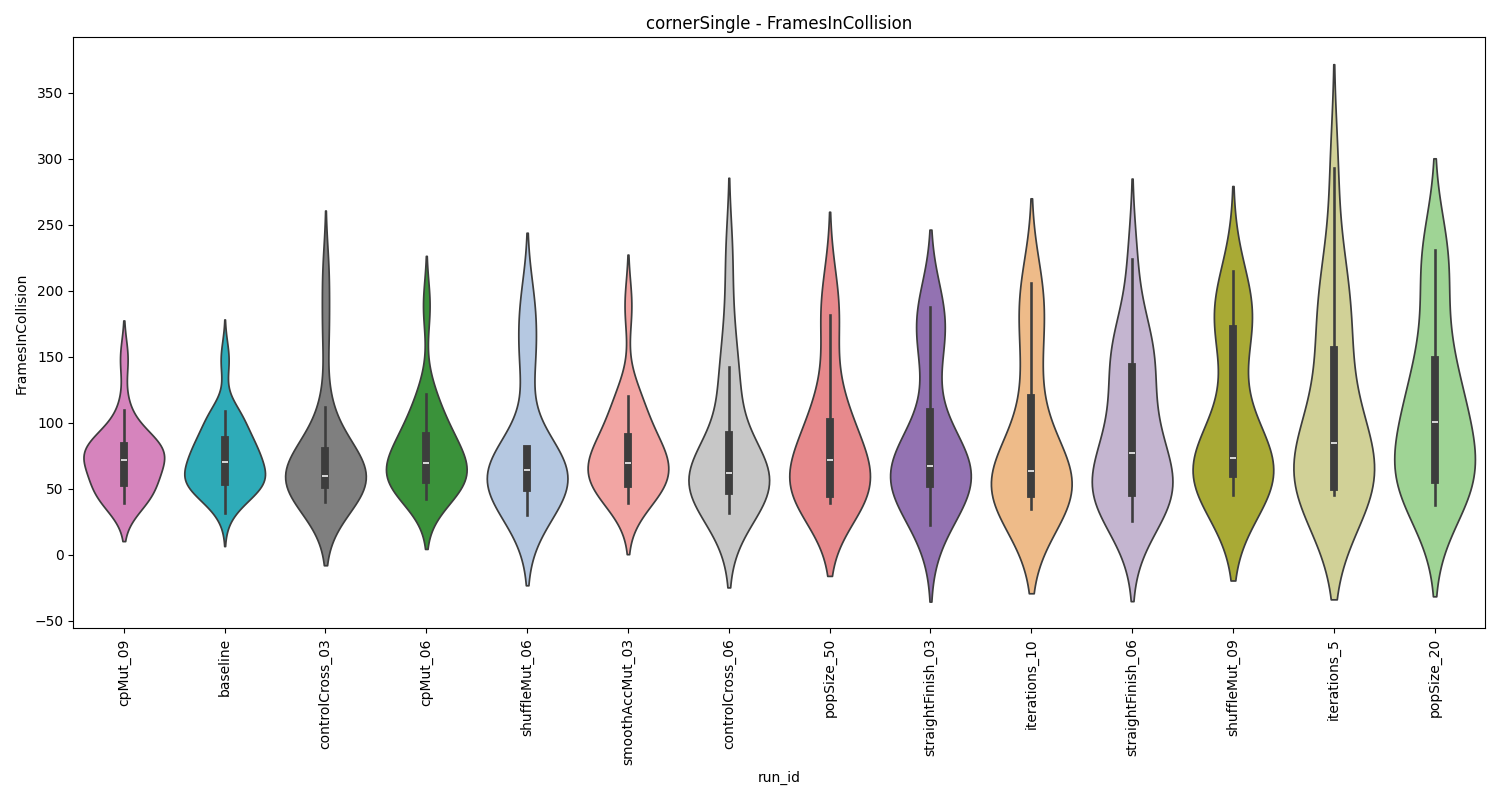 cornerSingle - FramesInCollision
FramesInCollision
350
300
250
200
150
100
50
0
−50
cpMut_09
baseline
controlCross_03
cpMut_06
shuffleMut_06
smoothAccMut_03
controlCross_06
popSize_50
straightFinish_03
iterations_10
straightFinish_06
shuffleMut_09
iterations_5
popSize_20
run_id